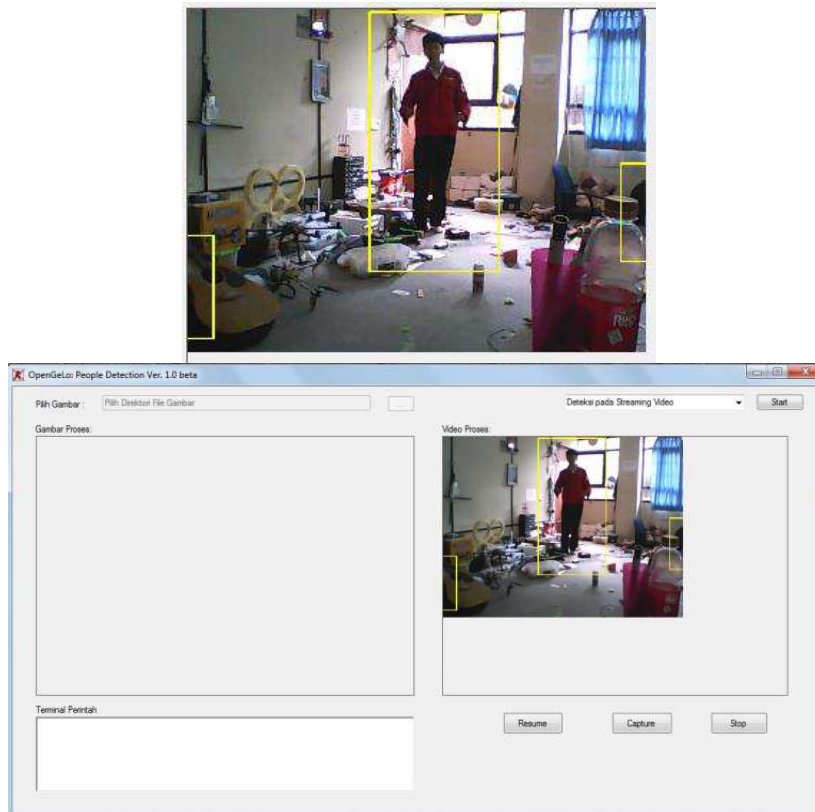 OpenGeLo: People Detection Ver. 1.0 beta
Pilih Gambar :
Pilih Direktori File Gambar
...
Deteksi pada Streaming Video
Start
Gambar Proses:
Video Proses:
Terminal Perintah
Resume
Capture
Stop